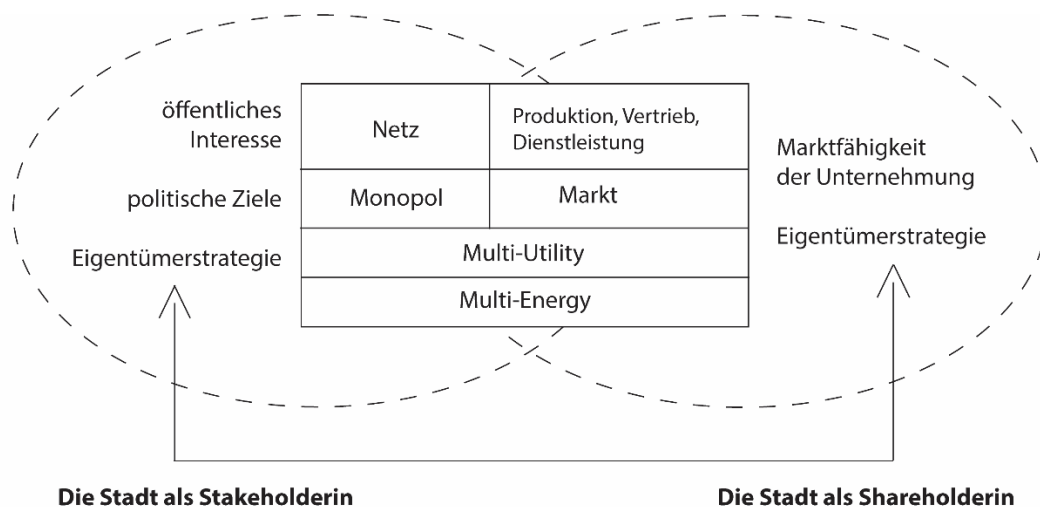 öffentliches
Interesse
Netz
Produktion, Vertrieb,
Dienstleistung
Marktfähigkeit
der Unternehmung
politische Ziele
Monopol
Markt
Eigentümerstrategie
Multi-Utility
Eigentümerstrategie
Multi-Energy
Die Stadt als Stakeholderin
Die Stadt als Shareholderin